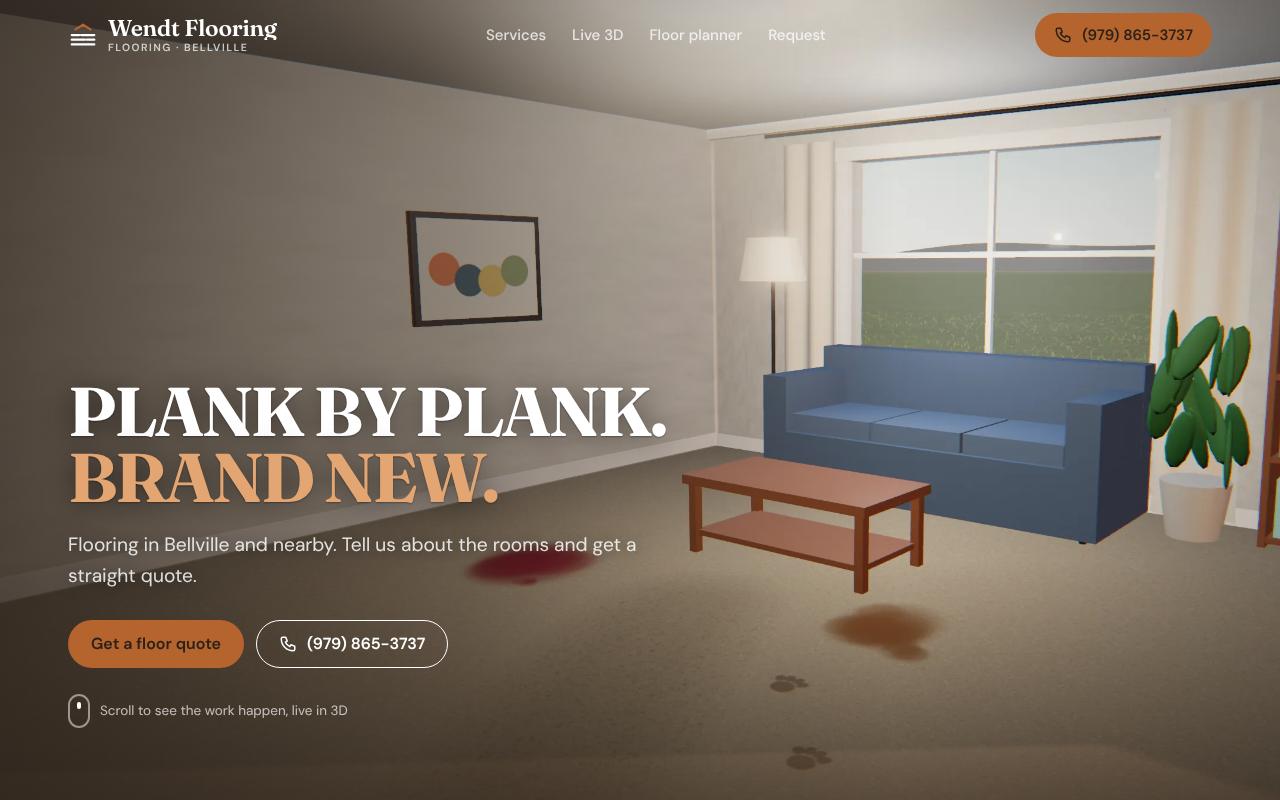 Wendt Flooring
FLOORING · BELLVILLE
Services
Live 3D
Floor planner
Request
(979) 865-3737
PLANK BY PLANK.
BRAND NEW.
Flooring in Bellville and nearby. Tell us about the rooms and get a
straight quote.
Get a floor quote
(979) 865-3737
Scroll to see the work happen, live in 3D